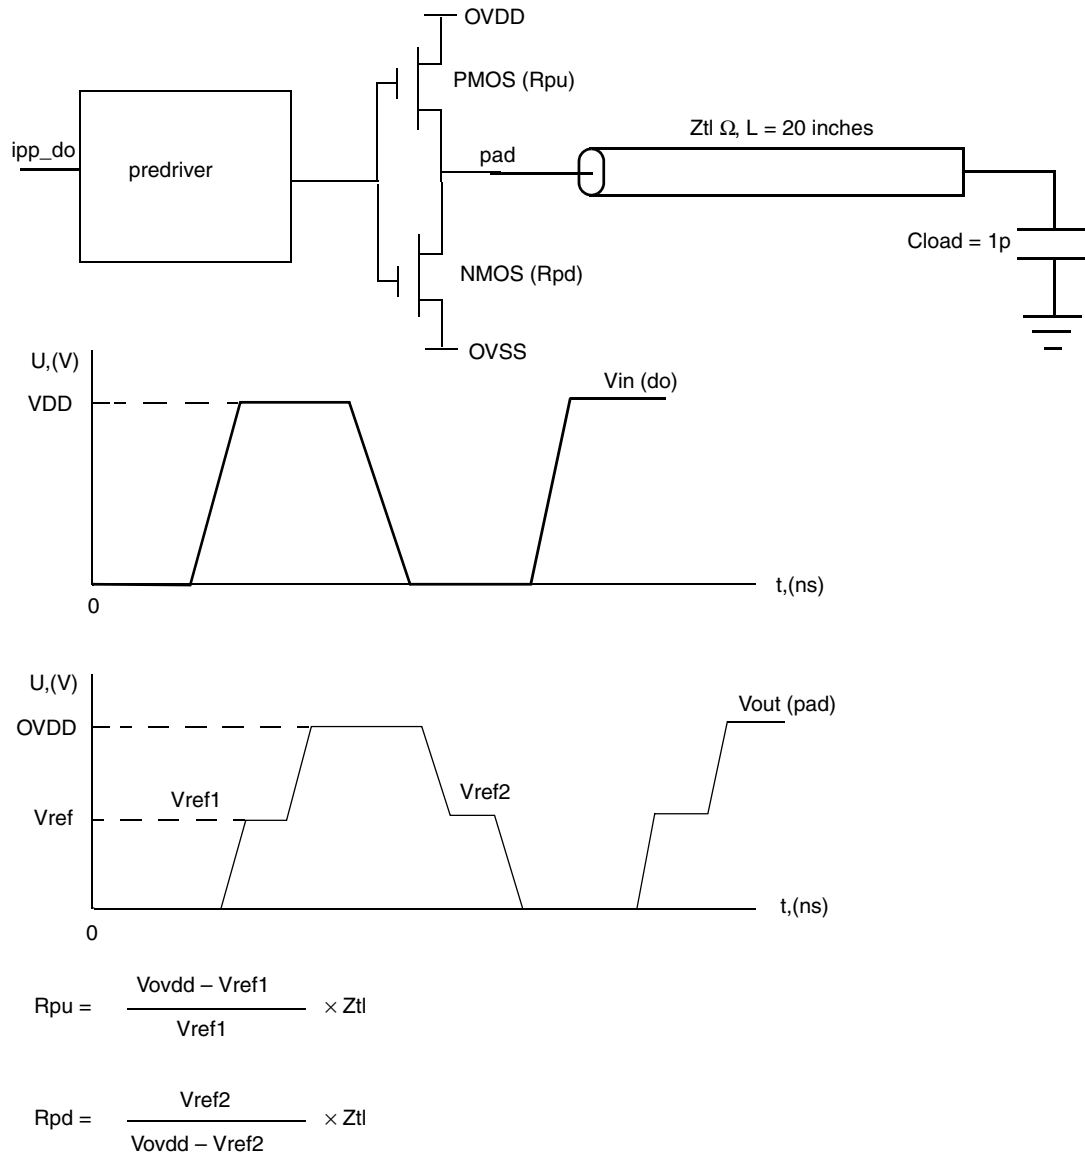 OVDD
PMOS (Rpu)
Ztl Ω, L = 20 inches
ipp_do
predriver
pad
Cload = 1p
NMOS (Rpd)
OVSS
U,(V)
VDD
Vin (do)
t,(ns)
0
U,(V)
OVDD
Vout (pad)
Vref1
Vref2
Vref
t,(ns)
0
Vovdd – Vref1
Rpu = × Ztl
Vref1
Vref2
Rpd = × Ztl
Vovdd – Vref2